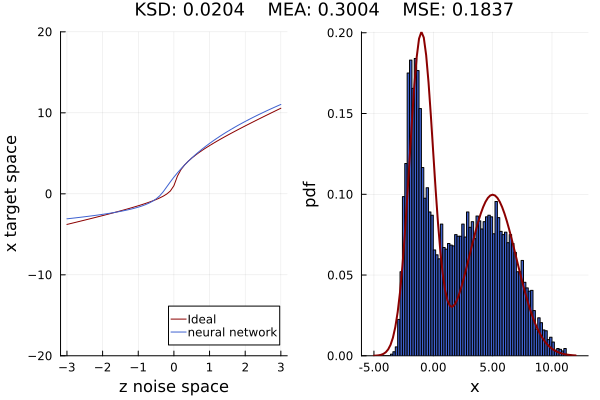 KSD: 0.0204 MEA: 0.3004 MSE: 0.1837
20
10
0
−10
−20
x target space
−3 −2 −1 0 1 2 3
z noise space
Ideal
neural network
0.20
0.15
0.10
0.05
0.00
pdf
−5.00 0.00 5.00 10.00
x